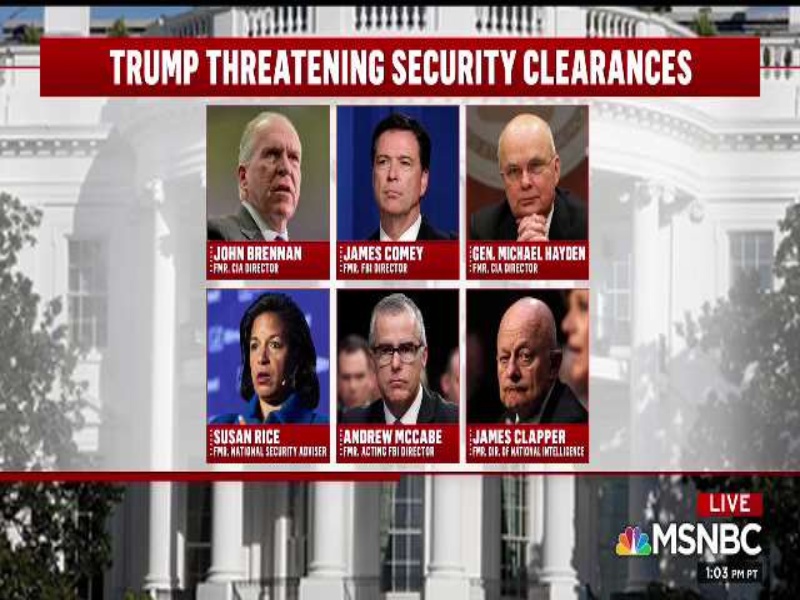 TRUMP THREATENING SECURITY CLEARANCES
JOHN BRENNAN
FMR. CIA DIRECTOR
JAMES COMEY
FMR. FBI DIRECTOR
GEN. MICHAEL HAYDEN
FMR. CIA DIRECTOR
SUSAN RICE
FMR. NATIONAL SECURITY ADVISER
ANDREW MCCABE
FMR. ACTING FBI DIRECTOR
JAMES CLAPPER
FMR. DIR. OF NATIONAL INTELLIGENCE
LIVE
MSNBC
1:03 PM PT